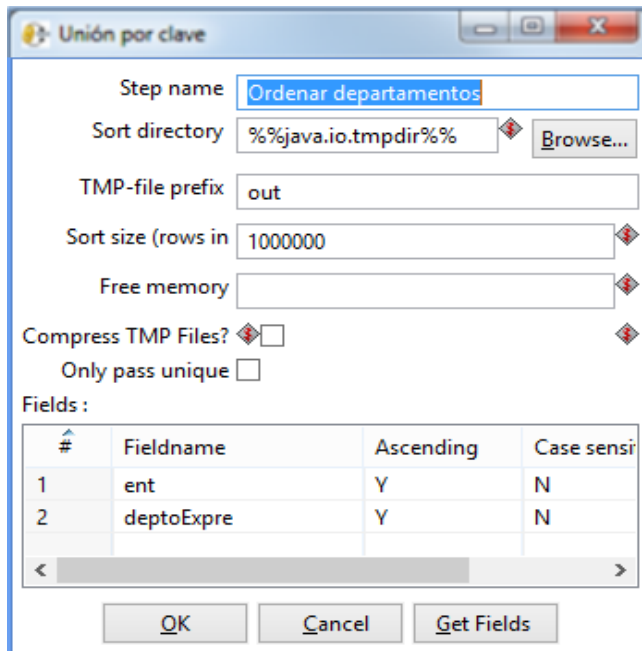 Unión por clave
Step name Ordenar departamentos
Sort directory %%java.io.tmpdir%% Browse...
TMP-file prefix out
Sort size (rows in 1000000
Free memory
Compress TMP Files?
Only pass unique
Fields :
# Fieldname Ascending Case sensi
1 ent Y N
2 deptoExpre Y N
OK Cancel Get Fields